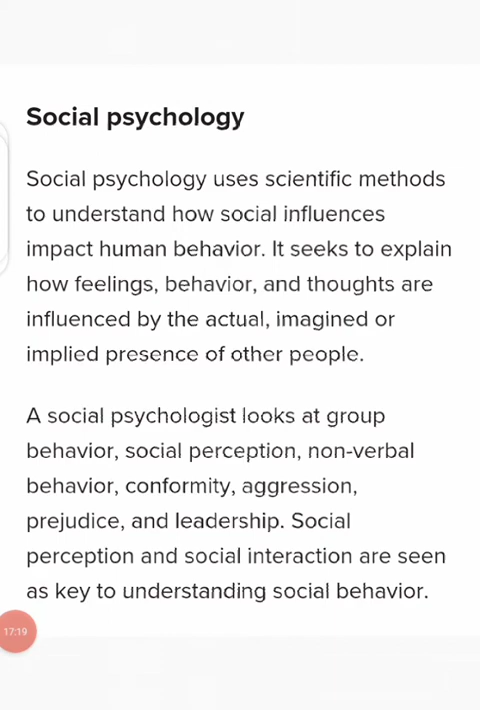 Social psychology
Social psychology uses scientific methods
to understand how social influences
impact human behavior. It seeks to explain
how feelings, behavior, and thoughts are
influenced by the actual, imagined or
implied presence of other people.
A social psychologist looks at group
behavior, social perception, non-verbal
behavior, conformity, aggression,
prejudice, and leadership. Social
perception and social interaction are seen
as key to understanding social behavior.
17:19